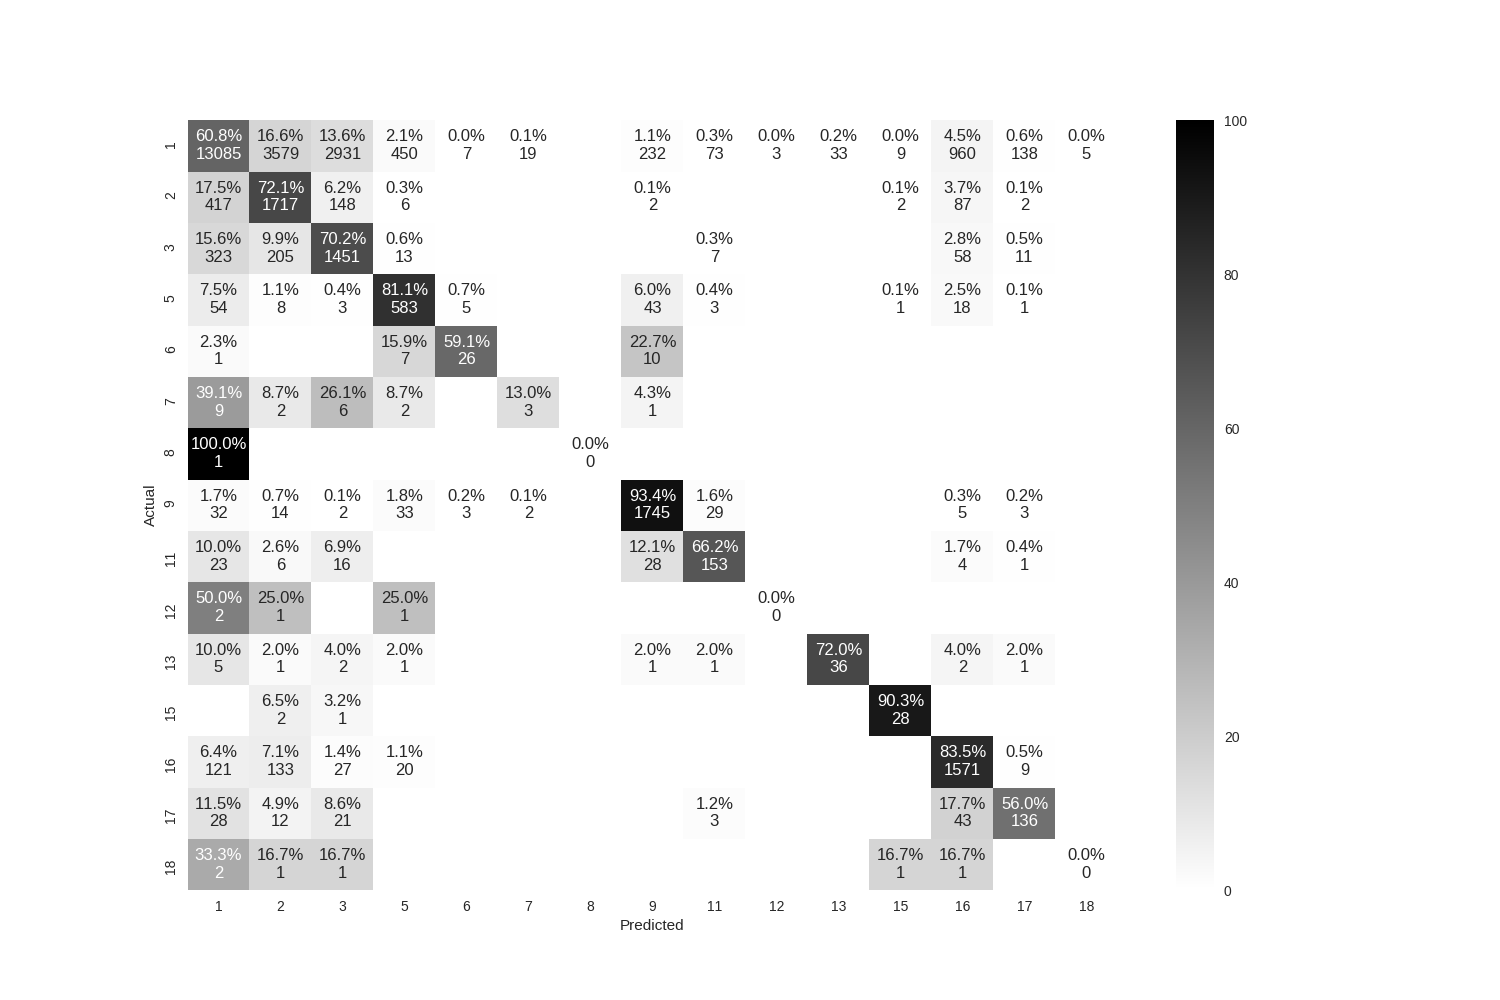 60.8% 16.6% 13.6% 2.1% 0.0% 0.1% 1.1% 0.3% 0.0% 0.2% 0.0% 4.5% 0.6% 0.0% 100
1 13085 3579 2931 450 7 19 232 73 3 33 9 960 138 5
17.5% 72.1% 6.2% 0.3% 0.1% 0.1% 3.7% 0.1%
2 417 1717 148 6 2 2 87 2
15.6% 9.9% 70.2% 0.6% 0.3% 2.8% 0.5%
3 323 205 1451 13 7 58 11
80
7.5% 1.1% 0.4% 81.1% 0.7% 6.0% 0.4% 0.1% 2.5% 0.1%
5 54 8 3 583 5 43 3 1 18 1
2.3% 15.9% 59.1% 22.7%
6 1 7 26 10
39.1% 8.7% 26.1% 8.7% 13.0% 4.3%
7 9 2 6 2 3 1
60
100.0% 0.0%
8 1 0
Actual
1.7% 0.7% 0.1% 1.8% 0.2% 0.1% 93.4% 1.6% 0.3% 0.2%
9 32 14 2 33 3 2 1745 29 5 3
10.0% 2.6% 6.9% 12.1% 66.2% 1.7% 0.4%
11 23 6 16 28 153 4 1
40
50.0% 25.0% 25.0% 0.0%
12 2 1 1 0
10.0% 2.0% 4.0% 2.0% 2.0% 2.0% 72.0% 4.0% 2.0%
13 5 1 2 1 1 1 36 2 1
6.5% 3.2% 90.3%
15 2 1 28
20
6.4% 7.1% 1.4% 1.1% 83.5% 0.5%
16 121 133 27 20 1571 9
11.5% 4.9% 8.6% 1.2% 17.7% 56.0%
17 28 12 21 3 43 136
33.3% 16.7% 16.7% 16.7% 16.7% 0.0%
18 2 1 1 1 1 0
0
1 2 3 5 6 7 8 9 11 12 13 15 16 17 18
Predicted